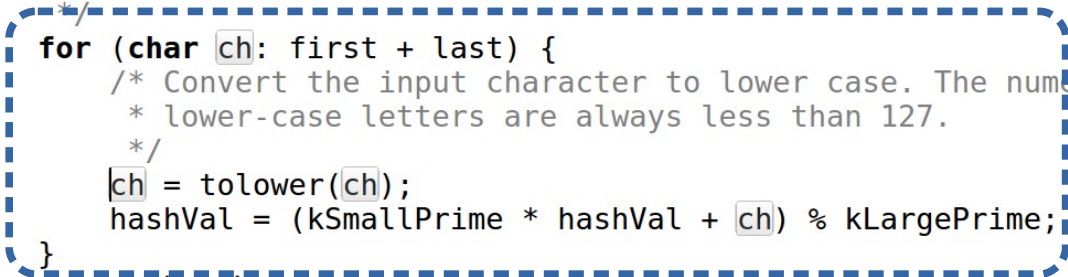 */
for (char ch: first + last) {
/* Convert the input character to lower case. The nume
* lower-case letters are always less than 127.
*/
ch = tolower(ch);
hashVal = (kSmallPrime * hashVal + ch) % kLargePrime;
}